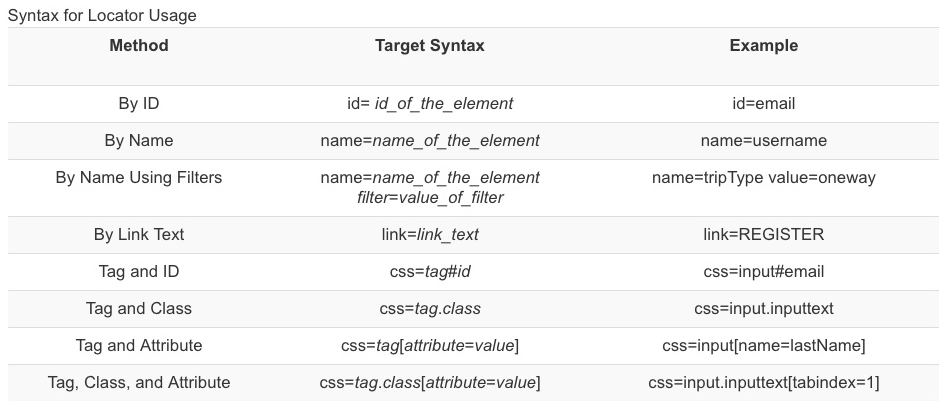 Syntax for Locator Usage
Method Target Syntax Example
By ID id= id_of_the_element id=email
By Name name=name_of_the_element name=username
By Name Using Filters name=name_of_the_element name=tripType value=oneway
filter=value_of_filter
By Link Text link=link_text link=REGISTER
Tag and ID css=tag#id css=input#email
Tag and Class css=tag.class css=input.inputtext
Tag and Attribute css=tag[attribute=value] css=input[name=lastName]
Tag, Class, and Attribute css=tag.class[attribute=value] css=input.inputtext[tabindex=1]